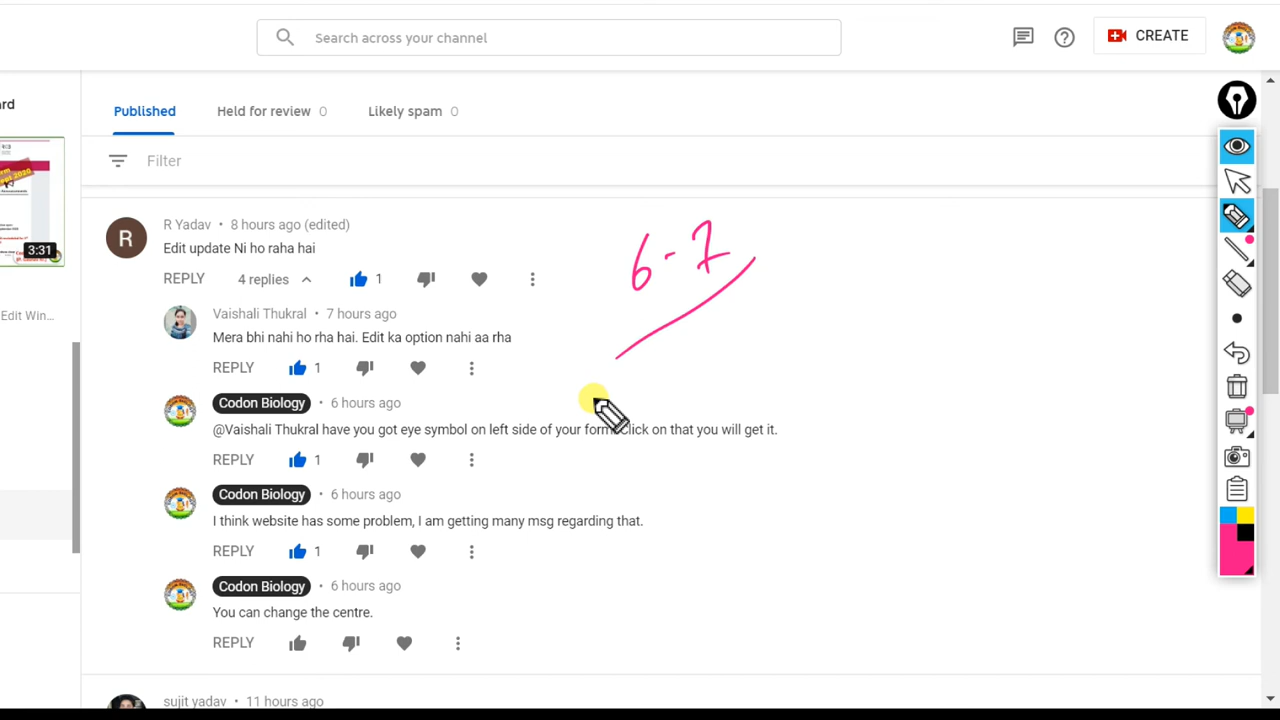 Search across your channel
CREATE
rd
Published
Held for review 0
Likely spam 0
3:31
Filter
Edit Win...
R
R Yadav • 8 hours ago (edited)
Edit update Ni ho raha hai
REPLY 4 replies 1
6-7
Vaishali Thukral • 7 hours ago
Mera bhi nahi ho rha hai. Edit ka option nahi aa rha
REPLY 1
Codon Biology • 6 hours ago
@Vaishali Thukral have you got eye symbol on left side of your form Click on that you will get it.
REPLY 1
Codon Biology • 6 hours ago
I think website has some problem, I am getting many msg regarding that.
REPLY 1
Codon Biology • 6 hours ago
You can change the centre.
REPLY
sujit yadav • 11 hours ago